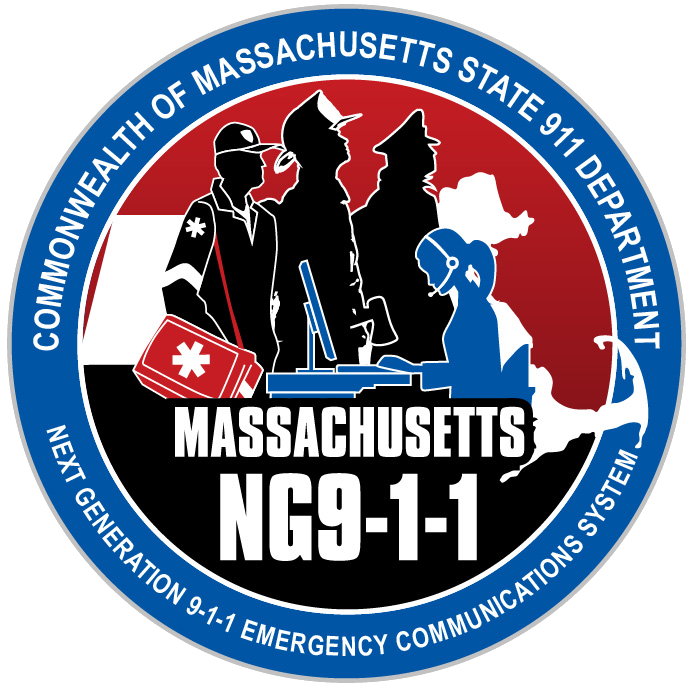 COMMONWEALTH OF MASSACHUSETTS STATE 911 DEPARTMENT
MASSACHUSETTS
NG9-1-1
NEXT GENERATION 9-1-1 EMERGENCY COMMUNICATIONS SYSTEM